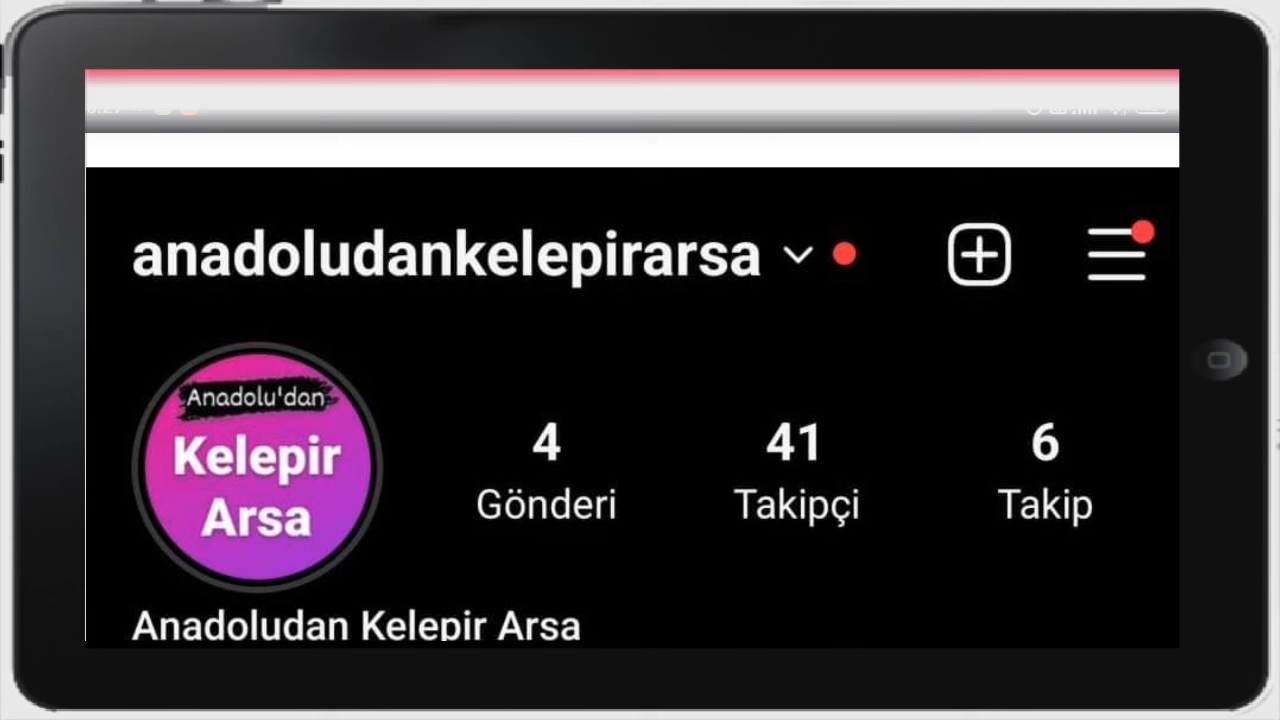 anadoludankelepirarsa
Anadolu'dan
Kelepir
Arsa
4
Gönderi
41
Takipçi
6
Takip
Anadoludan Kelepir Arsa